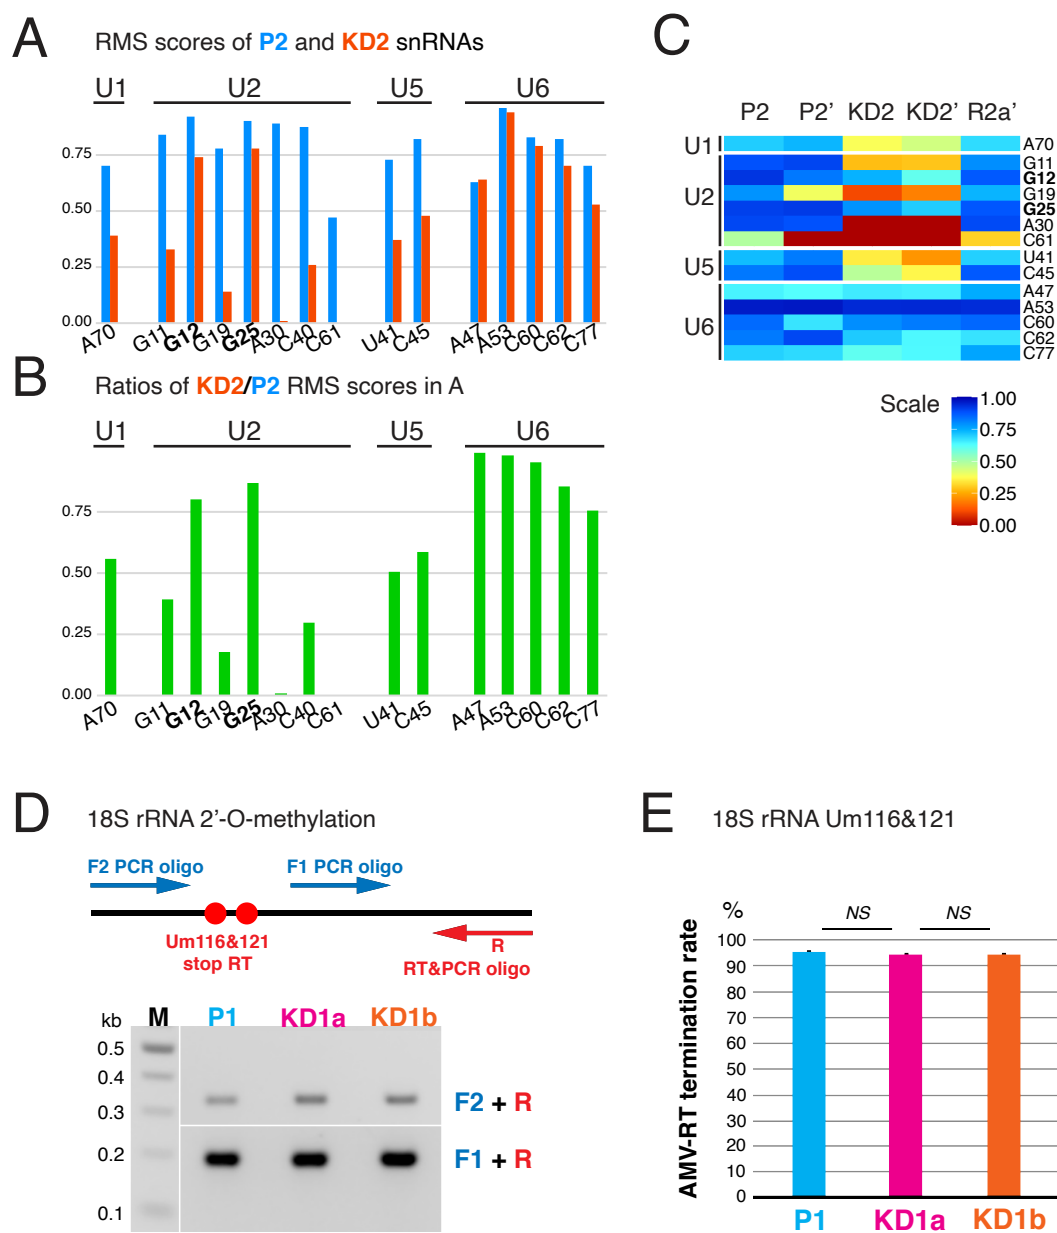 A
RMS scores of P2 and KD2 snRNAs
U1 U2 U5 U6
0.75
0.50
0.25
0.00
A70 G11 G12 G19 G25 A30 C40 C61 U41 C45 A47 A53 C60 C62 C77
B
Ratios of KD2/P2 RMS scores in A
U1 U2 U5 U6
0.75
0.50
0.25
0.00
A70 G11 G12 G19 G25 A30 C40 C61 U41 C45 A47 A53 C60 C62 C77
C
P2 P2’ KD2 KD2’ R2a’
U1 A70
U2
G11
G12
G19
G25
A30
C61
U5
U41
C45
U6
A47
A53
C60
C62
C77
Scale
1.00
0.75
0.50
0.25
0.00
D
18S rRNA 2’-O-methylation
F2 PCR oligo F1 PCR oligo
Um116&121
stop RT
R
RT&PCR oligo
kb M P1 KD1a KD1b
0.5
0.4
0.3
0.2
0.1
F2 + R
F1 + R
E
18S rRNA Um116&121
%
NS NS
AMV-RT termination rate
100
90
80
70
60
50
40
30
20
10
0
P1 KD1a KD1b